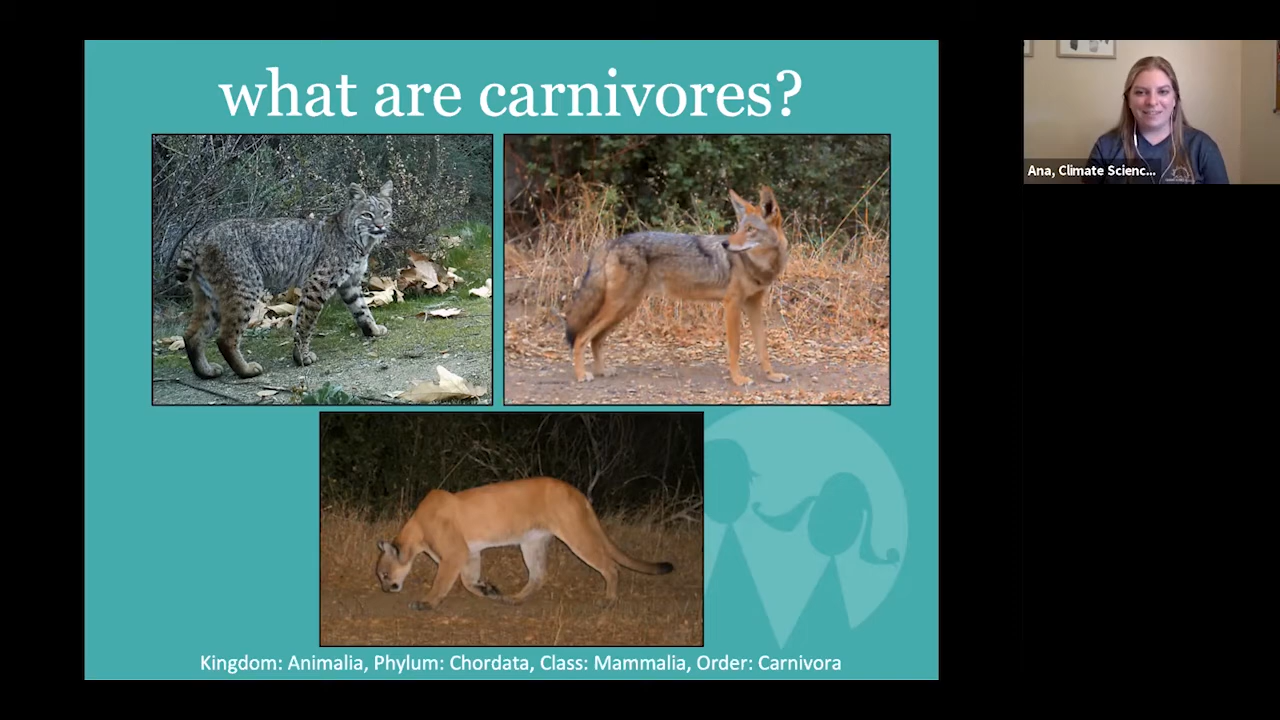 what are carnivores?
Ana, Climate Scienc...
Kingdom: Animalia, Phylum: Chordata, Class: Mammalia, Order: Carnivora